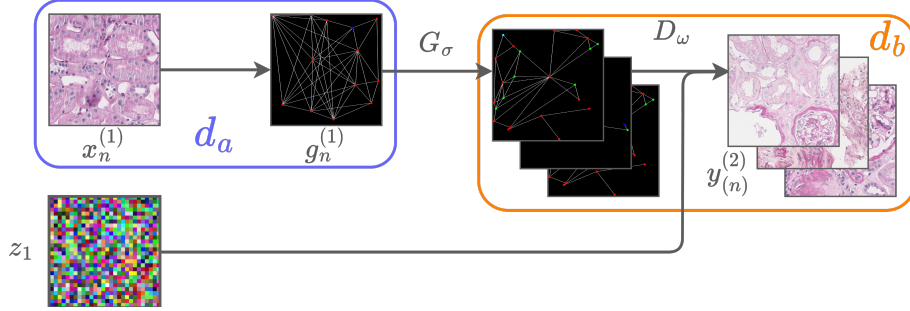 G_σ
D_ω
d_b
x_n^{(1)}
d_a
g_n^{(1)}
y_{(n)}^{(2)}
z_1